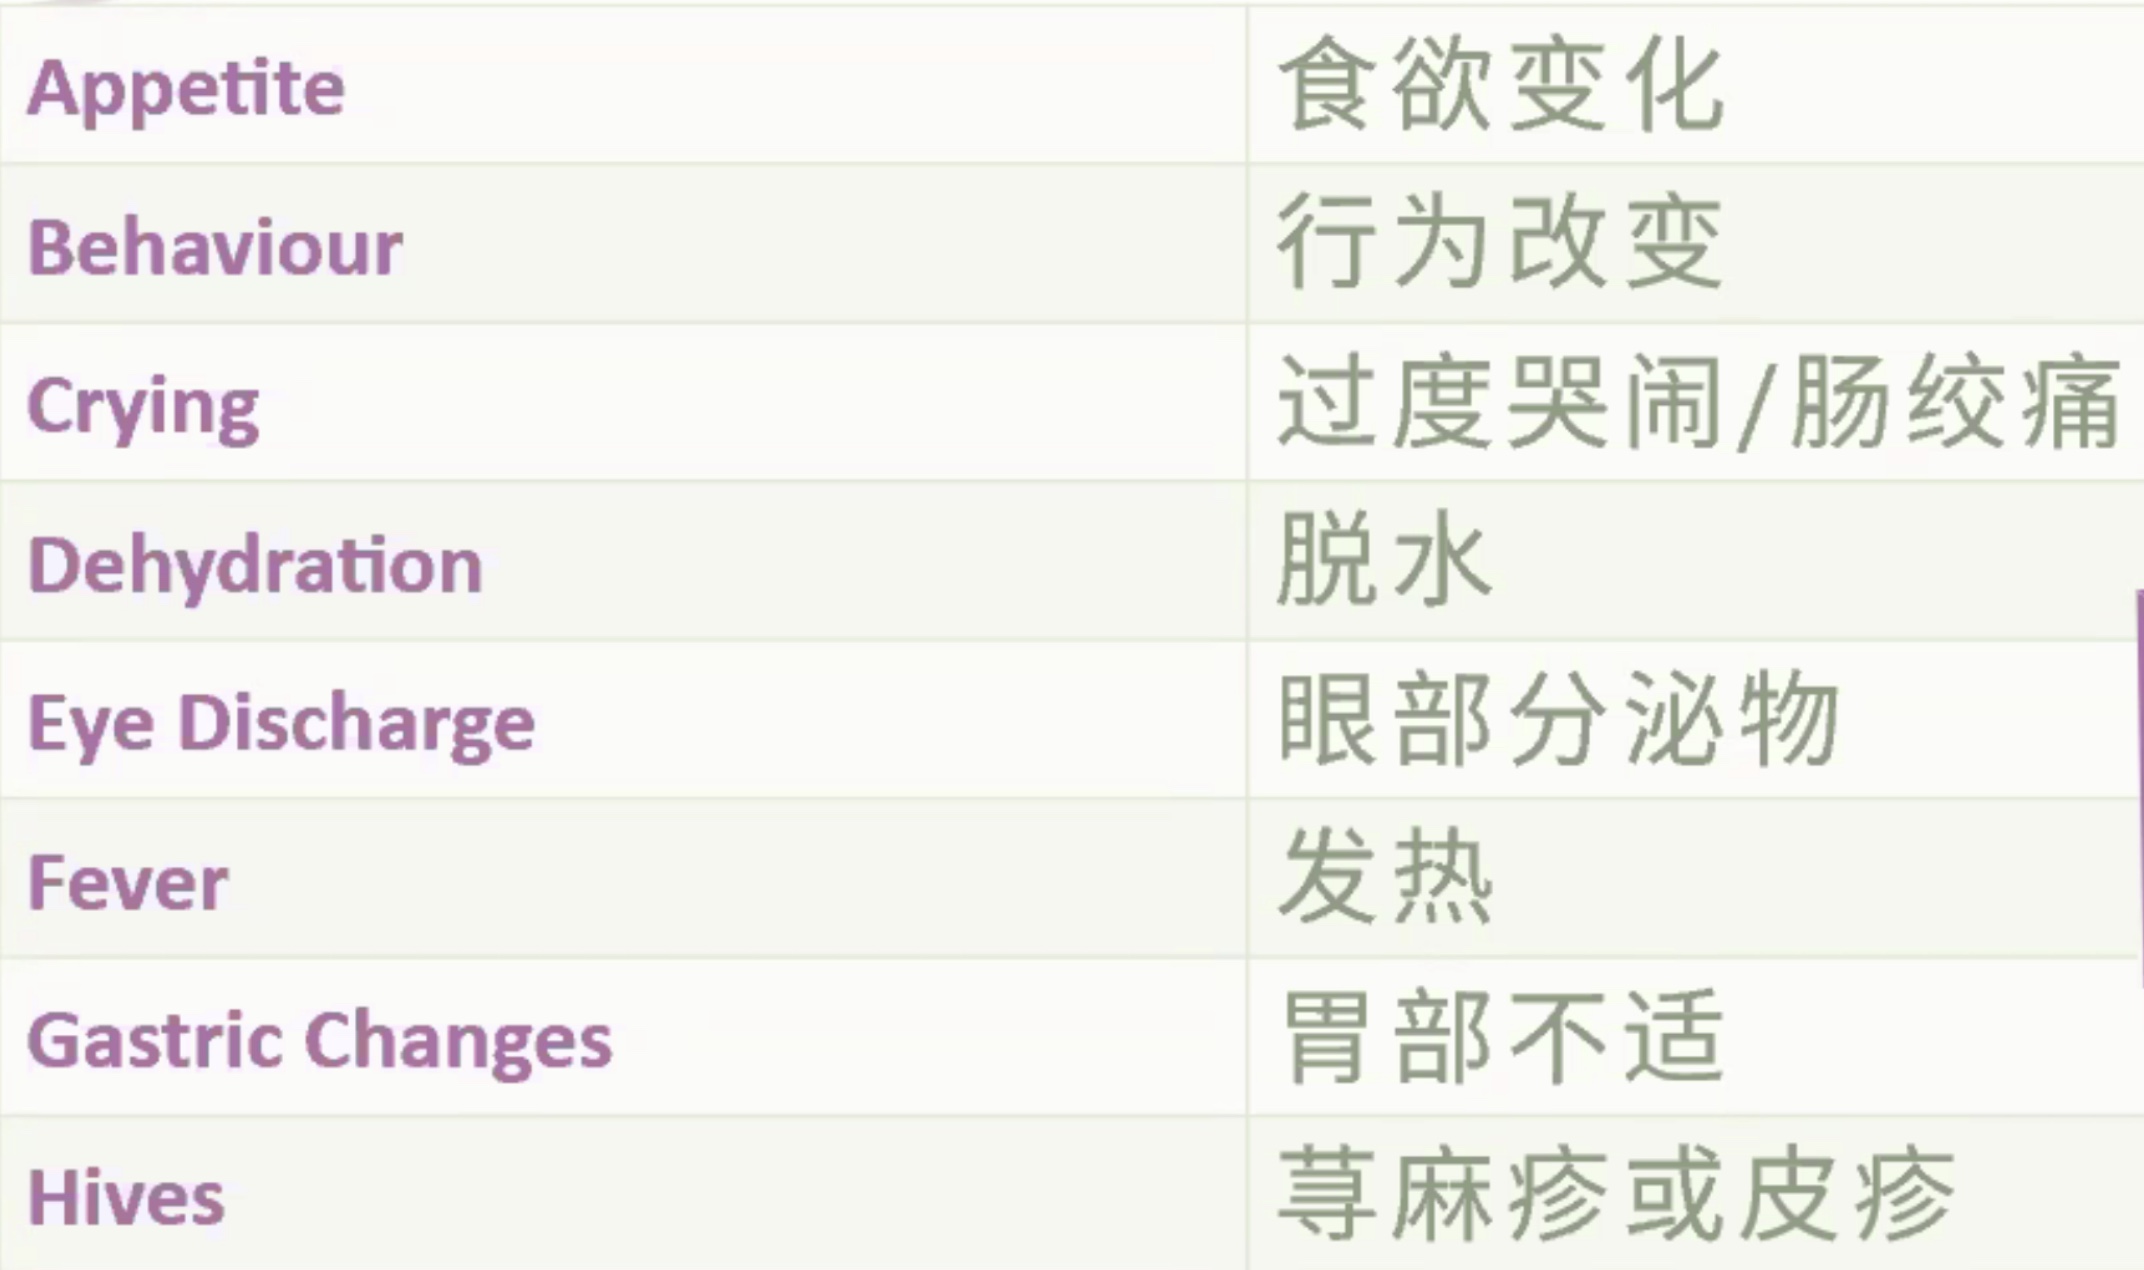 Appetite 食欲变化
Behaviour 行为改变
Crying 过度哭闹/肠绞痛
Dehydration 脱水
Eye Discharge 眼部分泌物
Fever 发热
Gastric Changes 胃部不适
Hives 荨麻疹或皮疹